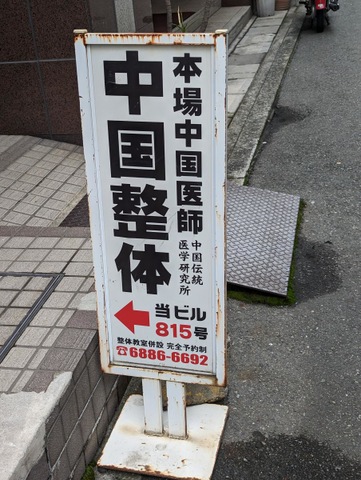 本場中国医師
中国整体
中国伝統
医学研究所
当ビル
815号
整体教室併設 完全予約制
☎6886-6692